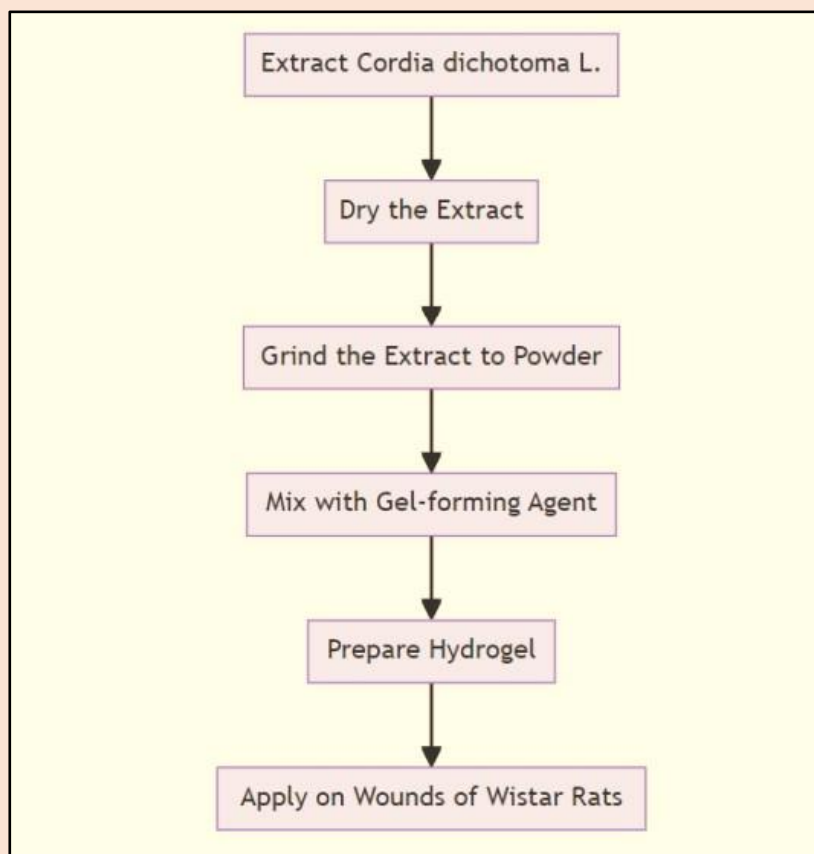 Extract Cordia dichotoma L.
Dry the Extract
Grind the Extract to Powder
Mix with Gel-forming Agent
Prepare Hydrogel
Apply on Wounds of Wistar Rats